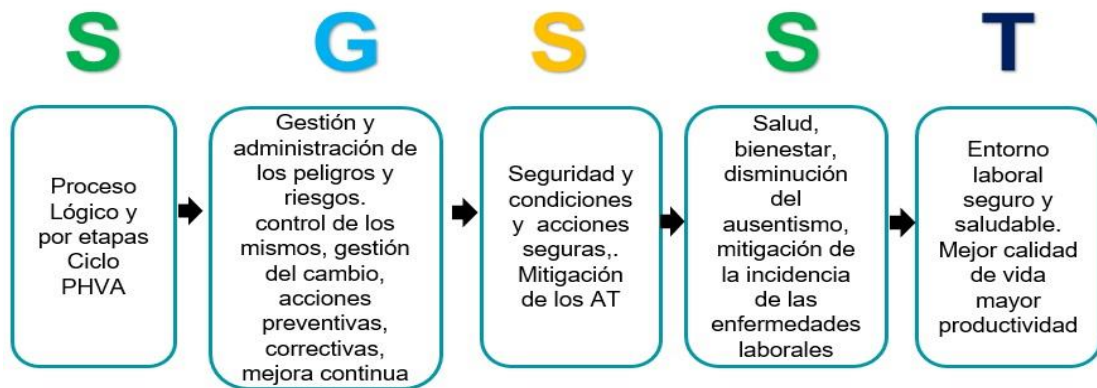 S G S S T
Proceso
Lógico y
por etapas
Ciclo
PHVA
Gestión y
administración de
los peligros y
riesgos.
control de los
mismos, gestión
del cambio,
acciones
preventivas,
correctivas,
mejora continua
Seguridad y
condiciones
y acciones
seguras,.
Mitigación
de los AT
Salud,
bienestar,
disminución
del
ausentismo,
mitigación de
la incidencia
de las
enfermedades
laborales
Entorno
laboral
seguro y
saludable.
Mejor calidad
de vida
mayor
productividad